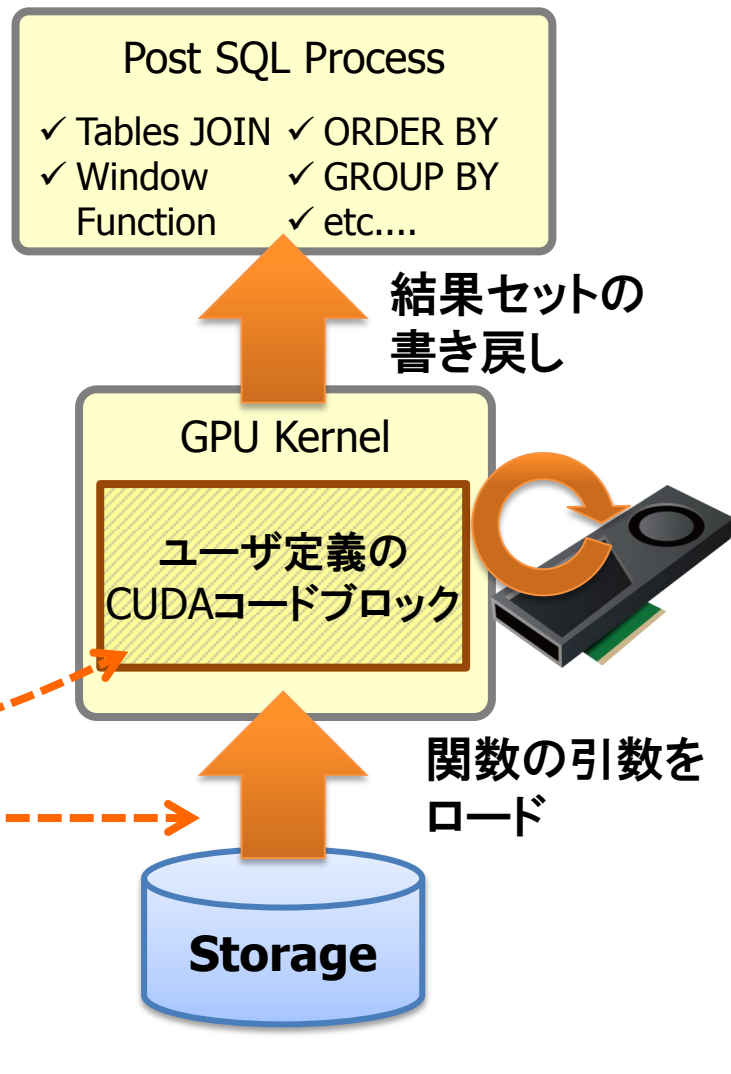 Post SQL Process
✓ Tables JOIN ✓ ORDER BY
✓ Window ✓ GROUP BY
Function ✓ etc....
結果セットの
書き戻し
GPU Kernel
ユーザ定義の
CUDAコードブロック
関数の引数を
ロード
Storage